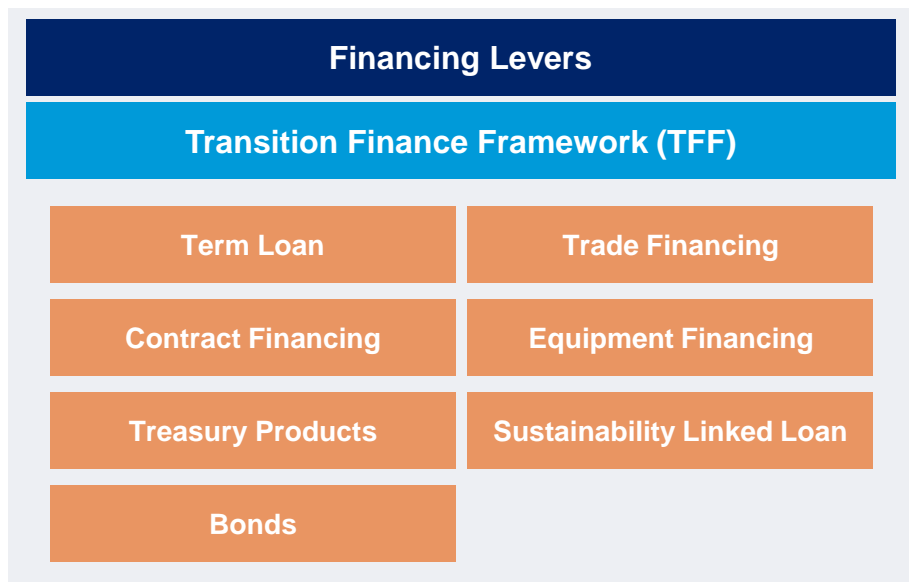 Financing Levers
Transition Finance Framework (TFF)
Term Loan
Trade Financing
Contract Financing
Equipment Financing
Treasury Products
Sustainability Linked Loan
Bonds